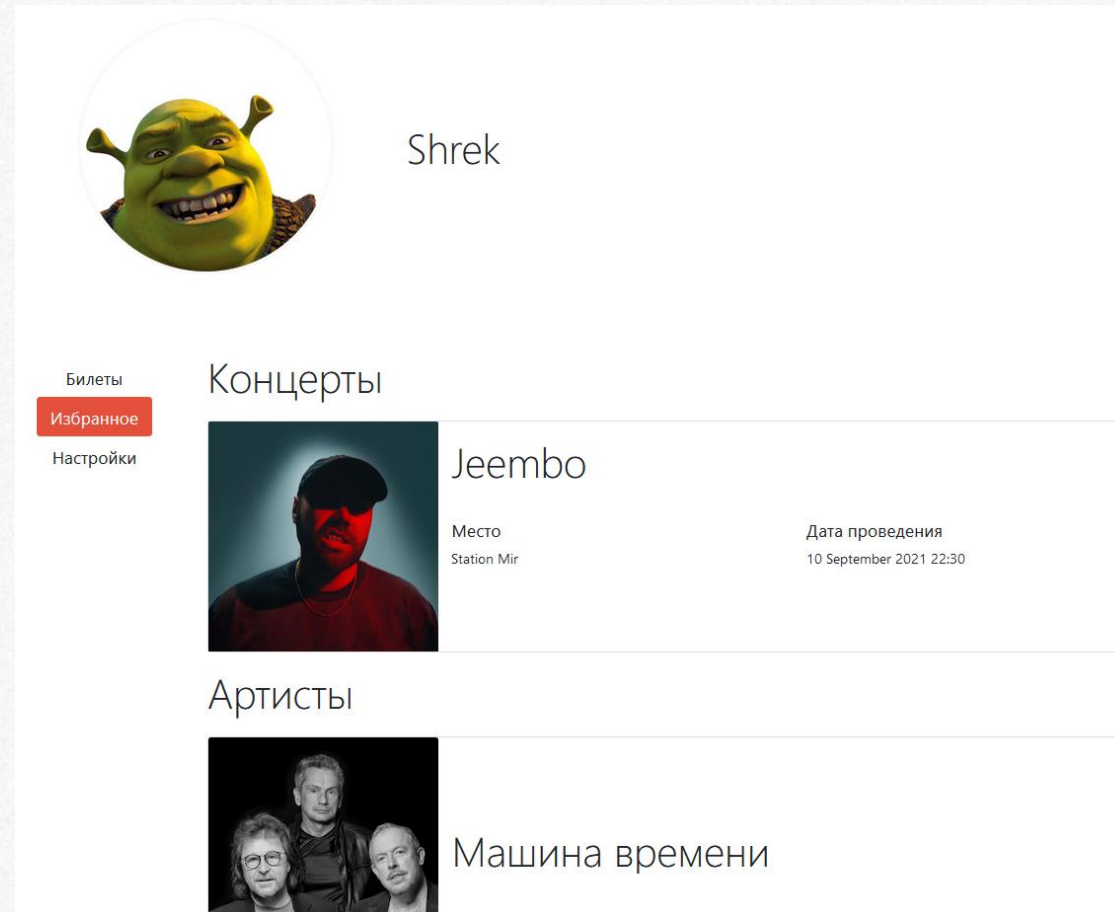 Shrek
Билеты
Избранное
Настройки
Концерты
Jeembo
Место
Дата проведения
Station Mir
10 September 2021 22:30
Артисты
Машина времени